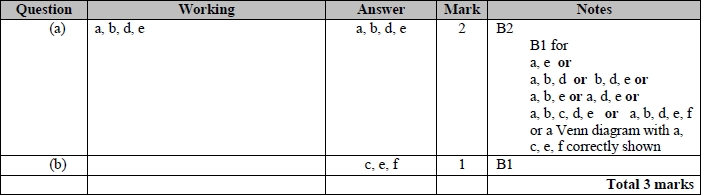 Question Working Answer Mark Notes
(a) a, b, d, e a, b, d, e 2 B2
B1 for
a, e or
a, b, d or b, d, e or
a, b, e or a, d, e or
a, b, c, d, e or a, b, d, e, f
or a Venn diagram with a,
c, e, f correctly shown
(b) c, e, f 1 B1
Total 3 marks